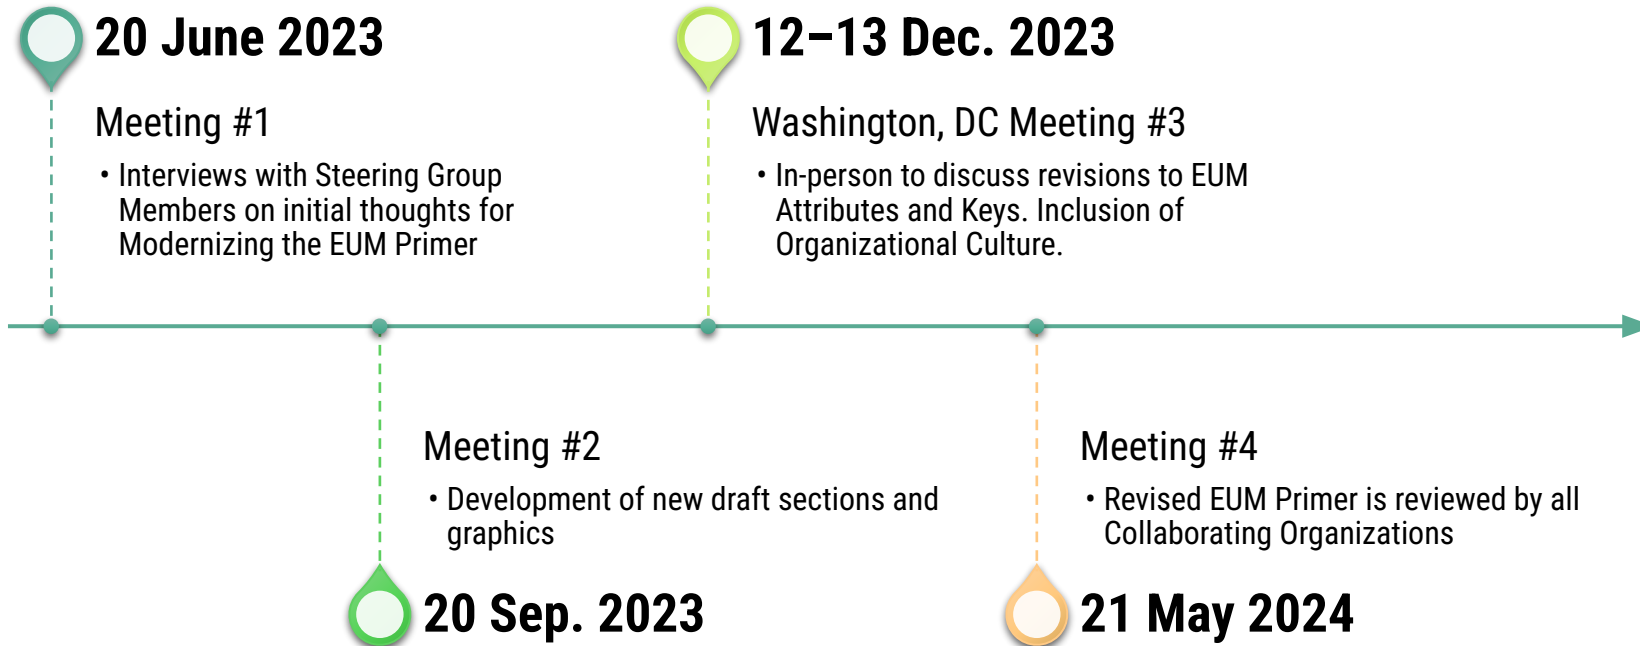 20 June 2023
Meeting #1
• Interviews with Steering Group
Members on initial thoughts for
Modernizing the EUM Primer
12–13 Dec. 2023
Washington, DC Meeting #3
• In-person to discuss revisions to EUM
Attributes and Keys. Inclusion of
Organizational Culture.
Meeting #2
• Development of new draft sections and
graphics
20 Sep. 2023
Meeting #4
• Revised EUM Primer is reviewed by all
Collaborating Organizations
21 May 2024